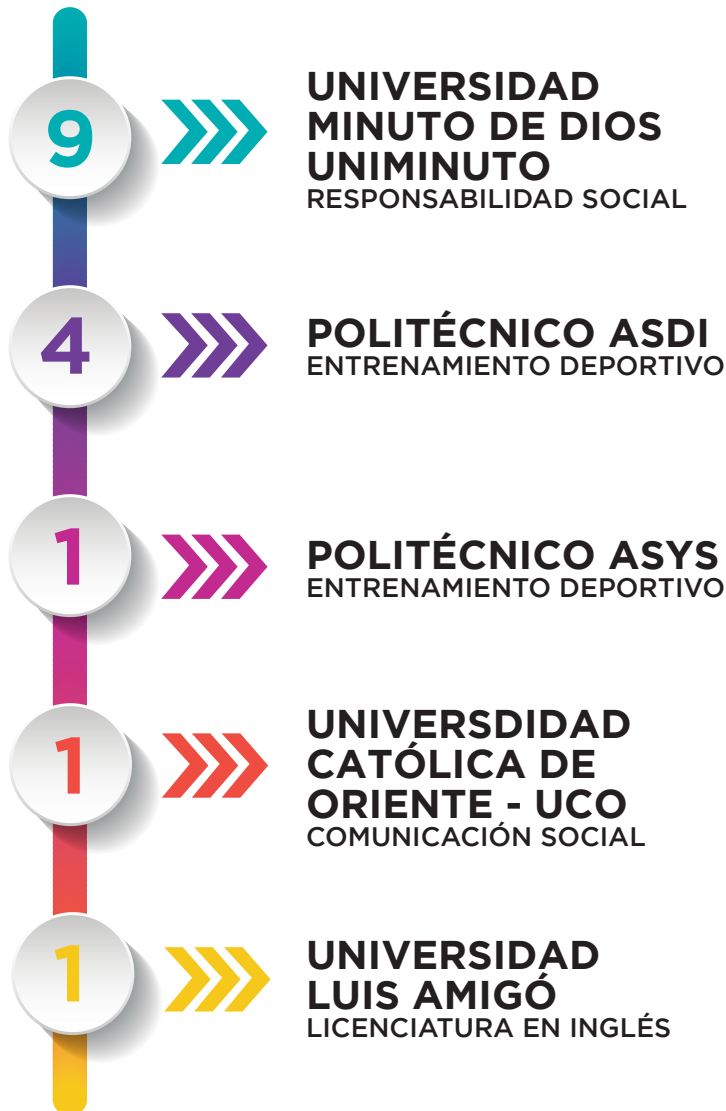 9
UNIVERSIDAD
MINUTO DE DIOS
UNIMINUTO
RESPONSABILIDAD SOCIAL
4
POLITÉCNICO ASDI
ENTRENAMIENTO DEPORTIVO
1
POLITÉCNICO ASYS
ENTRENAMIENTO DEPORTIVO
1
UNIVERSDIDAD
CATÓLICA DE
ORIENTE - UCO
COMUNICACIÓN SOCIAL
1
UNIVERSIDAD
LUIS AMIGÓ
LICENCIATURA EN INGLÉS